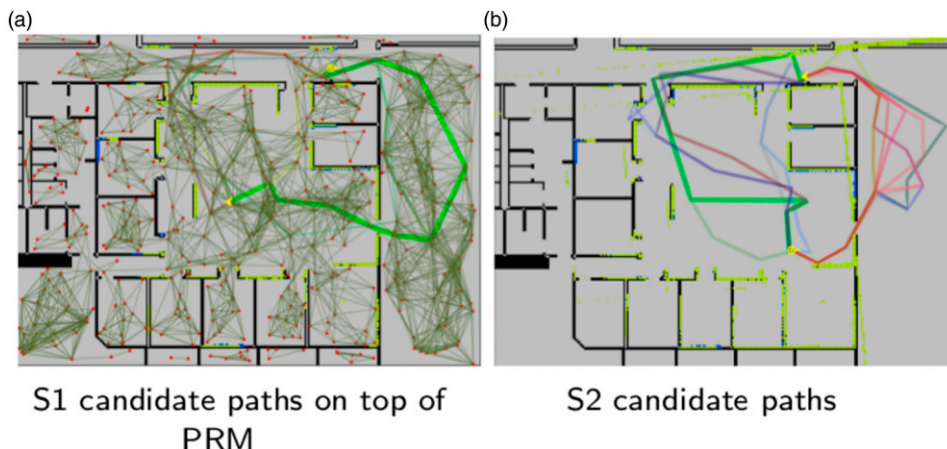 (a)
(b)
S1 candidate paths on top of
PRM
S2 candidate paths